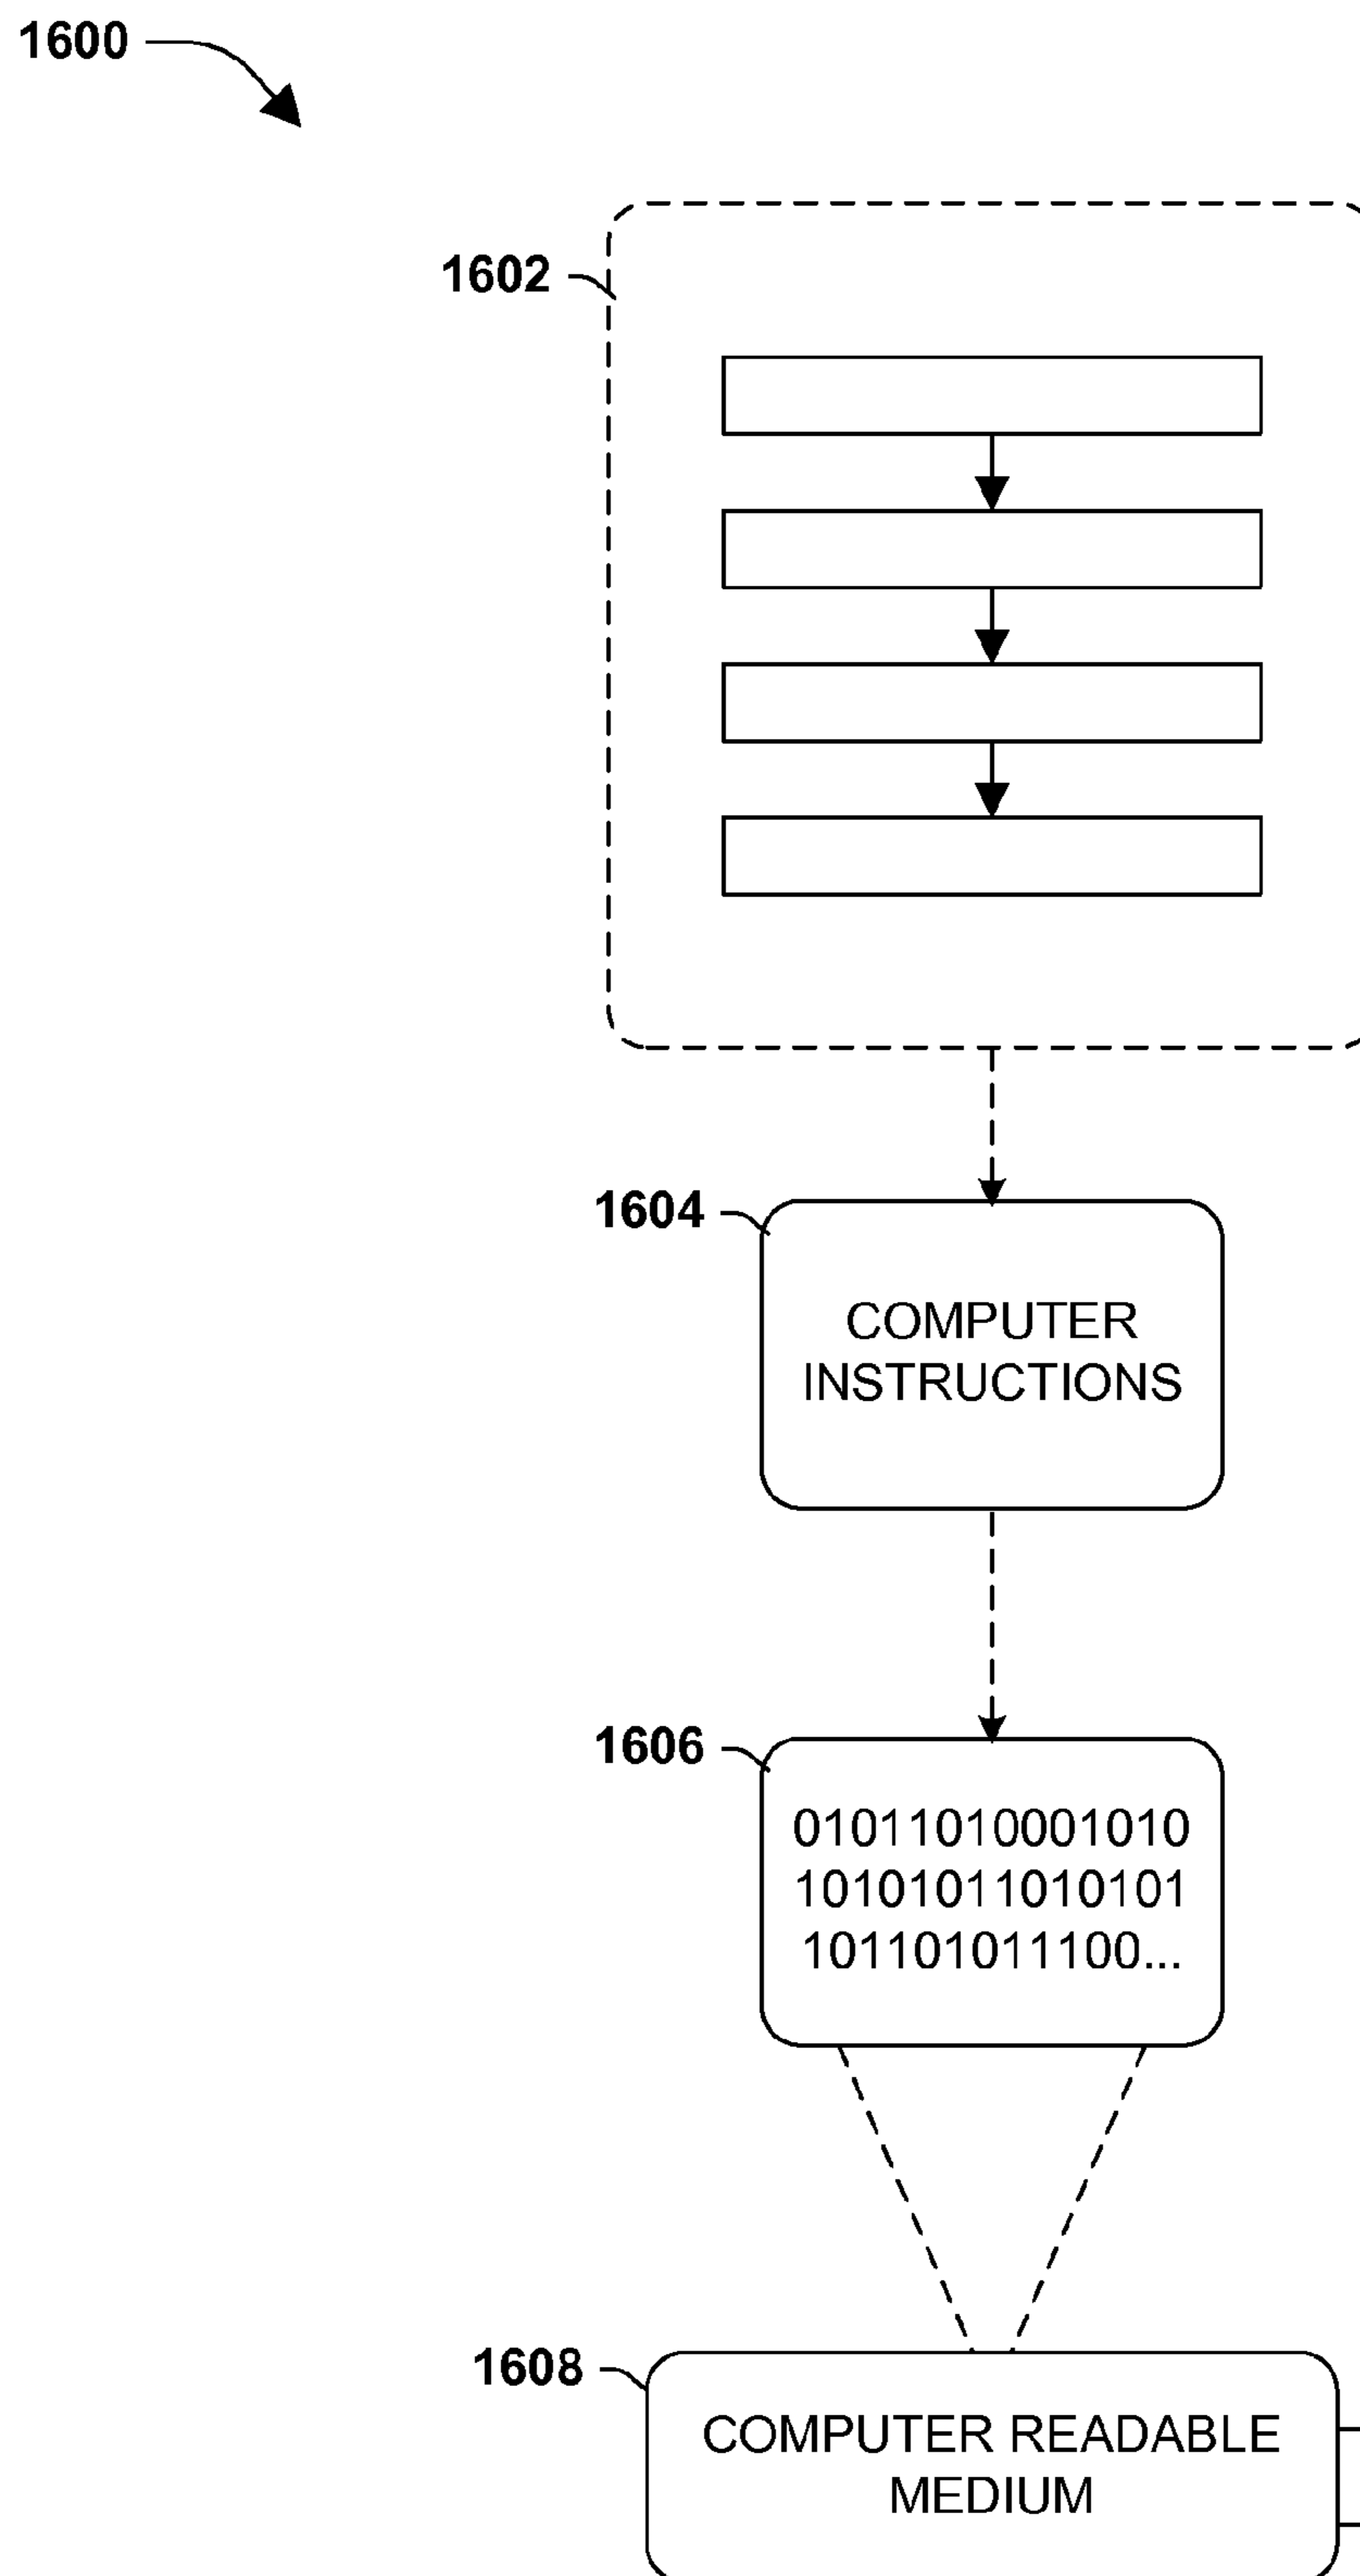 1600
1602
1604
COMPUTER
INSTRUCTIONS
1606
01011010001010
10101011010101
101101011100...
1608
COMPUTER READABLE
MEDIUM